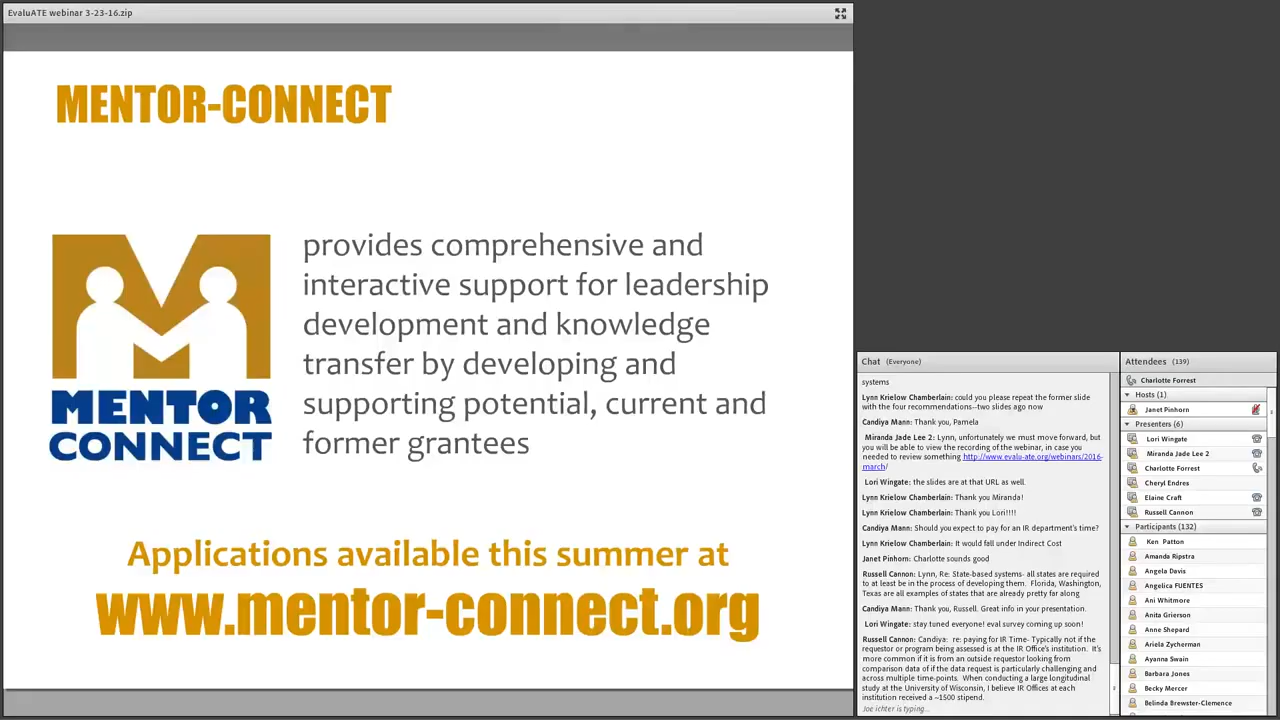 EvaluATE webinar 3-23-16.zip
MENTOR-CONNECT
MENTOR
CONNECT
provides comprehensive and
interactive support for leadership
development and knowledge
transfer by developing and
supporting potential, current and
former grantees
Applications available this summer at
www.mentor-connect.org
Chat (Everyone)
systems
Lynn Krielow Chamberlain: could you please repeat the former slide
with the four recommendations--two slides ago now
Candiya Mann: Thank you, Pamela
Miranda Jade Lee 2: Lynn, unfortunately we must move forward, but
you will be able to view the recording of the webinar, in case you
needed to review something http://www.evalu-ate.org/webinars/2016-
march/
Lori Wingate: the slides are at that URL as well.
Lynn Krielow Chamberlain: Thank you Miranda!
Lynn Krielow Chamberlain: Thank you Lori!!!!
Candiya Mann: Should you expect to pay for an IR department's time?
Lynn Krielow Chamberlain: It would fall under Indirect Cost
Janet Pinhorn: Charlotte sounds good
Russell Cannon: Lynn, Re: State-based systems- all states are required
to at least be in the process of developing them.  Florida, Washington,
Texas are all examples of states that are already pretty far along
Candiya Mann: Thank you, Russell. Great info in your presentation.
Lori Wingate: stay tuned everyone! eval survey coming up soon!
Russell Cannon: Candiya:  re: paying for IR Time- Typically not if the
requestor or program being assessed is at the IR Office's institution.  It's
more common if it is from an outside requestor looking from
comparison data of if the data request is particularly challenging and
across multiple time-points.  When conducting a large longitudinal
study at the University of Wisconsin, I believe IR Offices at each
institution received a ~1500 stipend.
Joe ichter is typing...
Attendees (139)
Charlotte Forrest
Hosts (1)
Janet Pinhorn
Presenters (6)
Lori Wingate
Miranda Jade Lee 2
Charlotte Forrest
Cheryl Endres
Elaine Craft
Russell Cannon
Participants (132)
Ken  Patton
Amanda Ripstra
Angela Davis
Angelica FUENTES
Ani Whitmore
Anita Grierson
Anne Shepard
Ariela Zycherman
Ayanna Swain
Barbara Jones
Becky Mercer
Belinda Brewster-Clemence